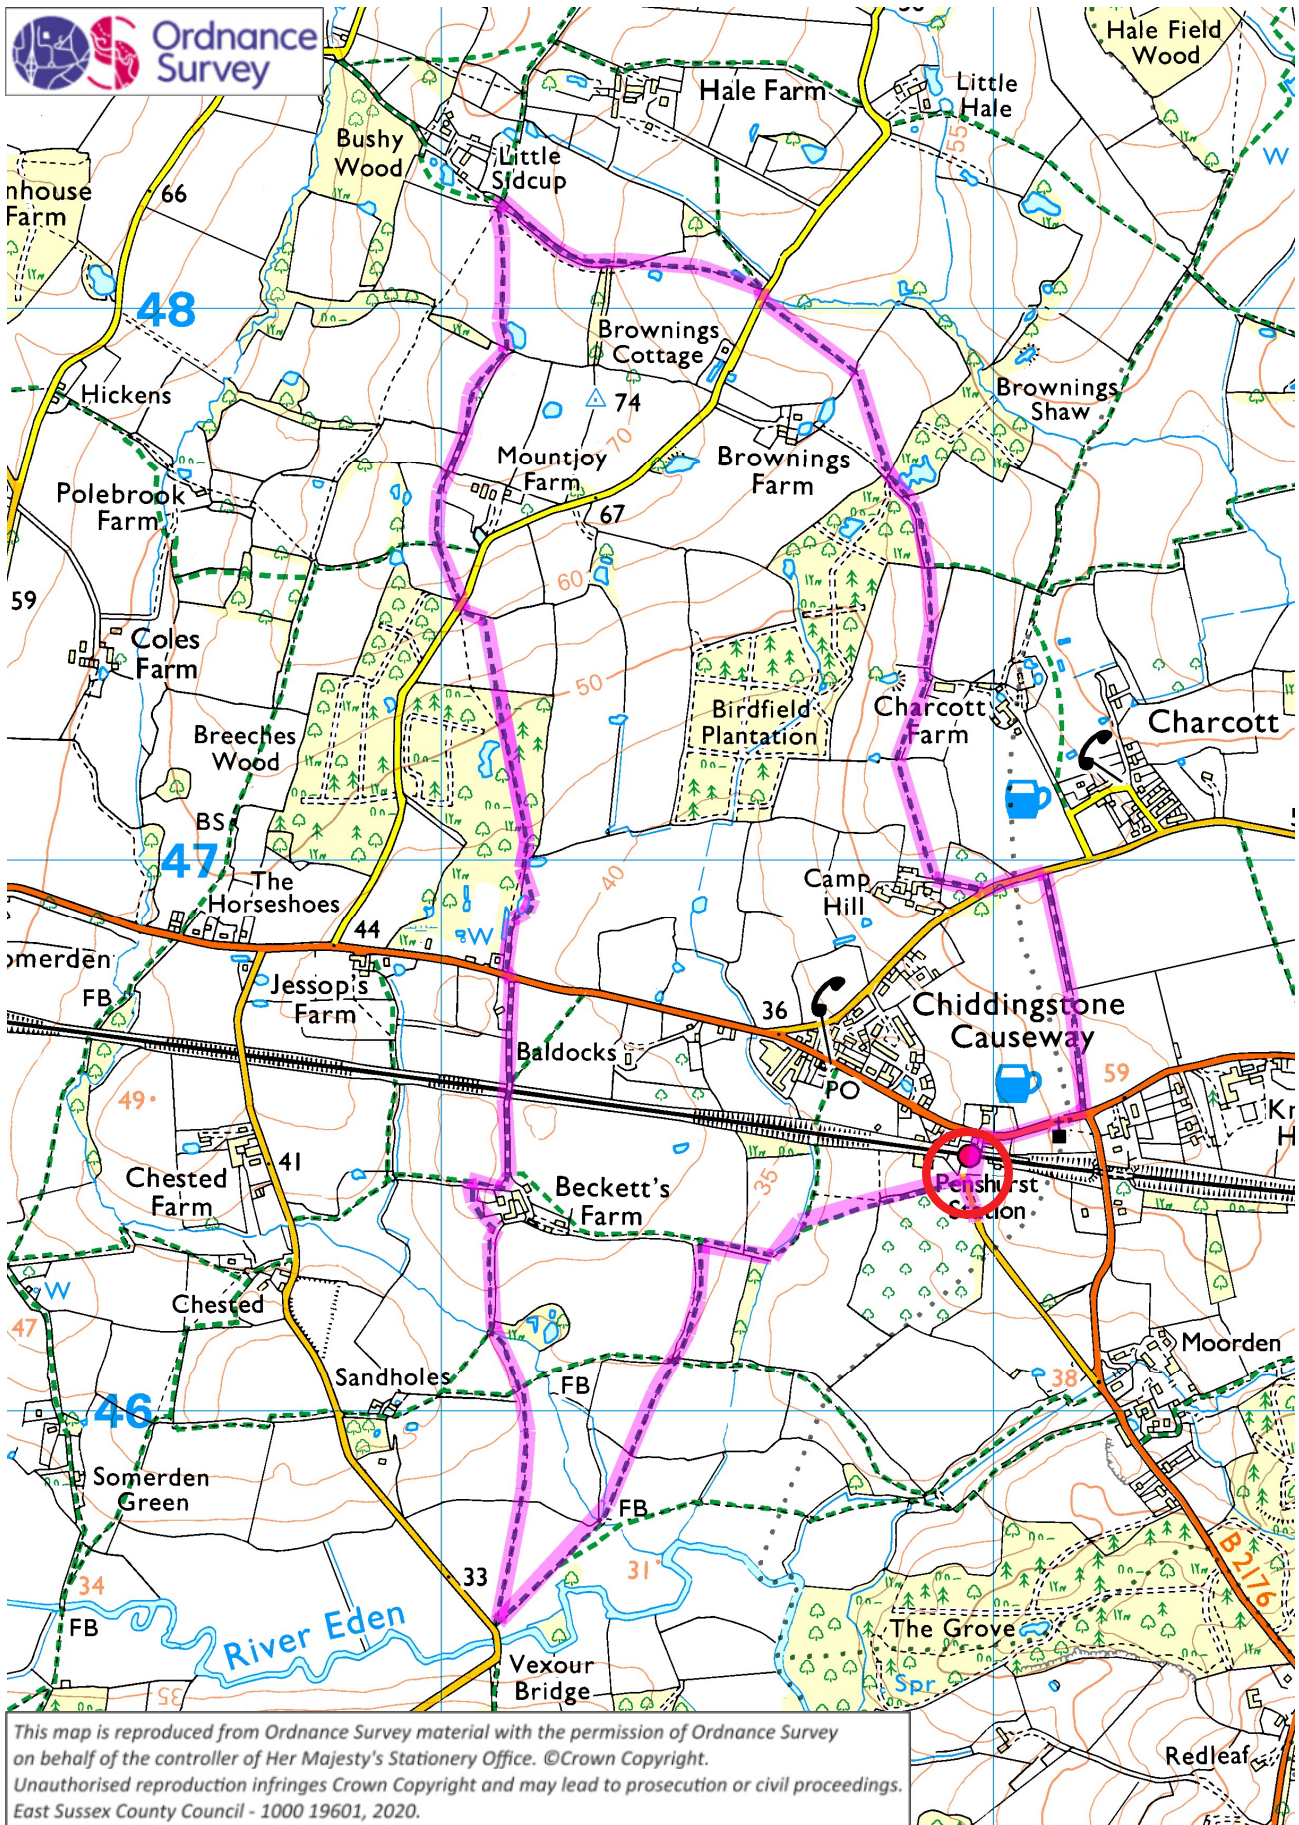 Ordnance
Survey
Hale Field
Wood
Hale Farm
Little
Hale
Bushy
Wood
Little
Sidcup
55
W
nhouse
Farm
66
48
Brownings
Cottage
Hickens
74
Brownings
Shaw
70
Mountjoy
Farm
Brownings
Farm
Polebrook
Farm
67
60
59
Coles
Farm
50
Breeches
Wood
Birdfield
Plantation
Charcott
Farm
Charcott
BS
47
The
Horseshoes
40
Camp
Hill
44
W
omerden
Jessop's
Farm
FB
36
Chiddingstone
Causeway
Baldocks
PO
59
49
Kr
H
41
Chested
Farm
Beckett's
Farm
35
Penshurst
Station
W
Chested
47
Moorden
Sandholes
FB
38
46
Somerden
Green
FB
B 2176
34
33
31
FB
River Eden
The Grove
Vexour
Bridge
Spr
35
Redleaf
This map is reproduced from Ordnance Survey material with the permission of Ordnance Survey
on behalf of the controller of Her Majesty's Stationery Office. ©Crown Copyright.
Unauthorised reproduction infringes Crown Copyright and may lead to prosecution or civil proceedings.
East Sussex County Council - 1000 19601, 2020.